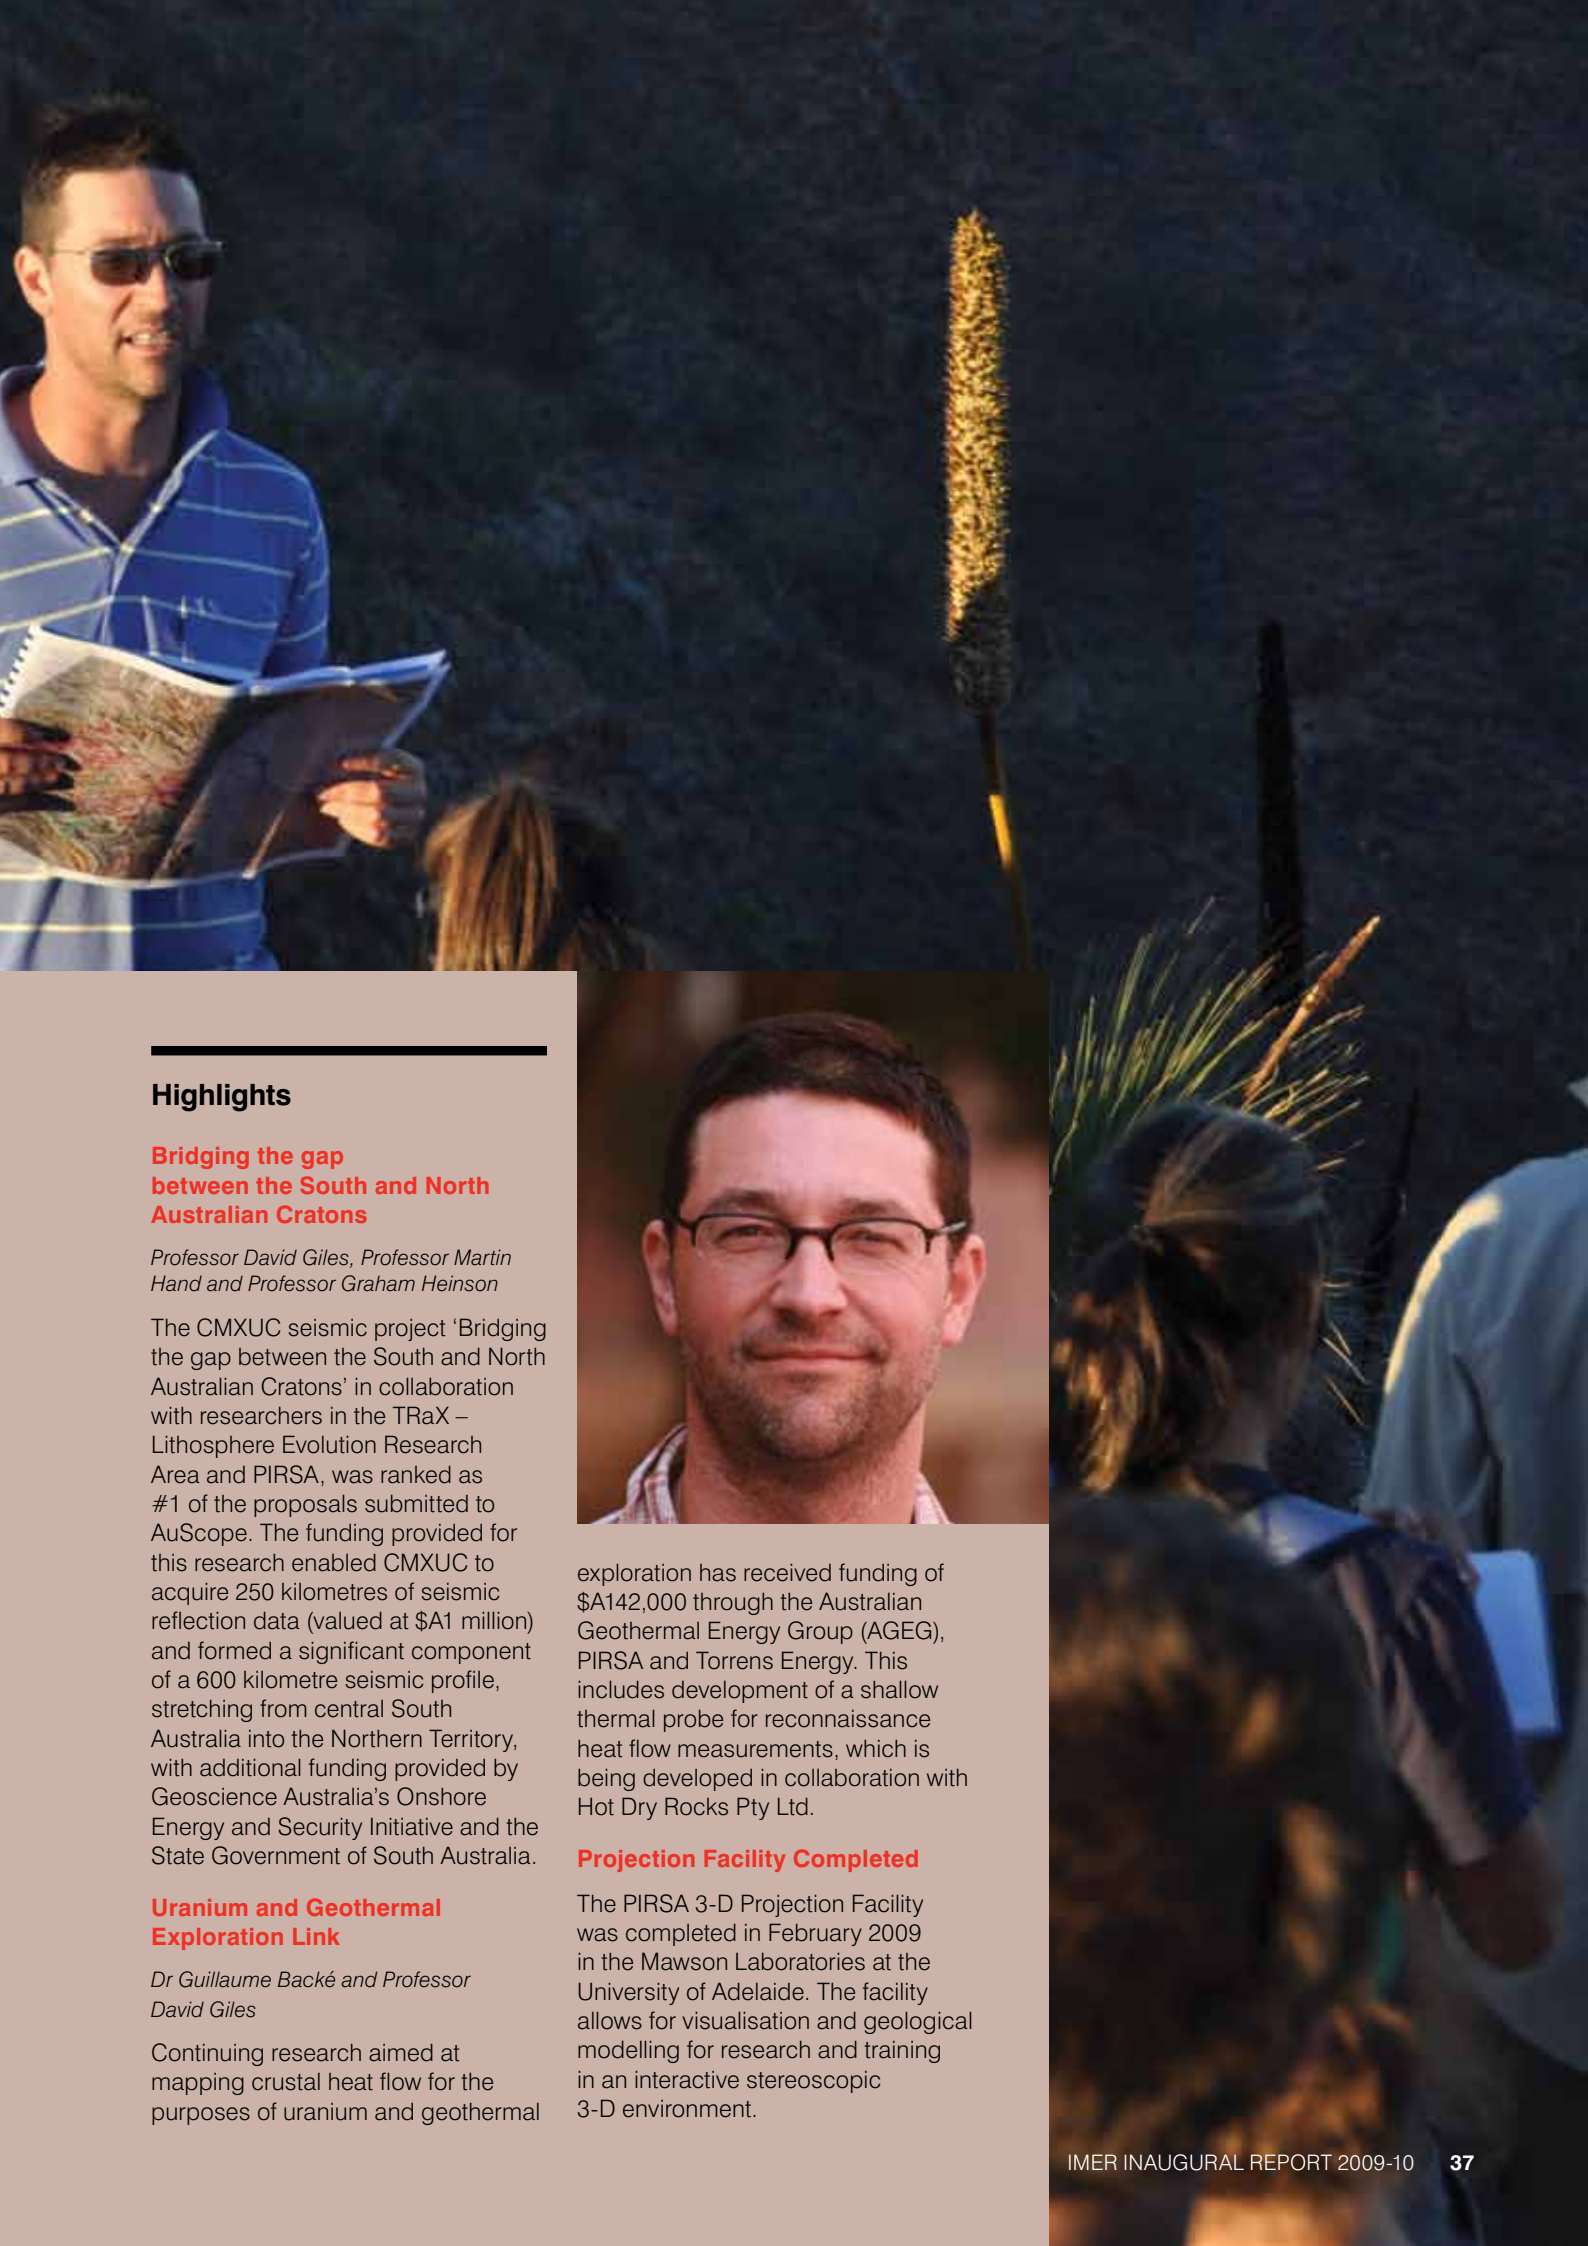 Highlights
Bridging the gap
between the South and North
Australian Cratons
Professor David Giles, Professor Martin
Hand and Professor Graham Heinson
The CMXUC seismic project ‘Bridging
the gap between the South and North
Australian Cratons’ in collaboration
with researchers in the TRaX –
Lithosphere Evolution Research
Area and PIRSA, was ranked as
#1 of the proposals submitted to
AuScope. The funding provided for
this research enabled CMXUC to
acquire 250 kilometres of seismic
reflection data (valued at $A1 million)
and formed a significant component
of a 600 kilometre seismic profile,
stretching from central South
Australia into the Northern Territory,
with additional funding provided by
Geoscience Australia’s Onshore
Energy and Security Initiative and the
State Government of South Australia.
Uranium and Geothermal
Exploration Link
Dr Guillaume Backé and Professor
David Giles
Continuing research aimed at
mapping crustal heat flow for the
purposes of uranium and geothermal
exploration has received funding of
$A142,000 through the Australian
Geothermal Energy Group (AGEG),
PIRSA and Torrens Energy. This
includes development of a shallow
thermal probe for reconnaissance
heat flow measurements, which is
being developed in collaboration with
Hot Dry Rocks Pty Ltd.
Projection Facility Completed
The PIRSA 3-D Projection Facility
was completed in February 2009
in the Mawson Laboratories at the
University of Adelaide. The facility
allows for visualisation and geological
modelling for research and training
in an interactive stereoscopic
3-D environment.
IMER INAUGURAL REPORT 2009-10 37